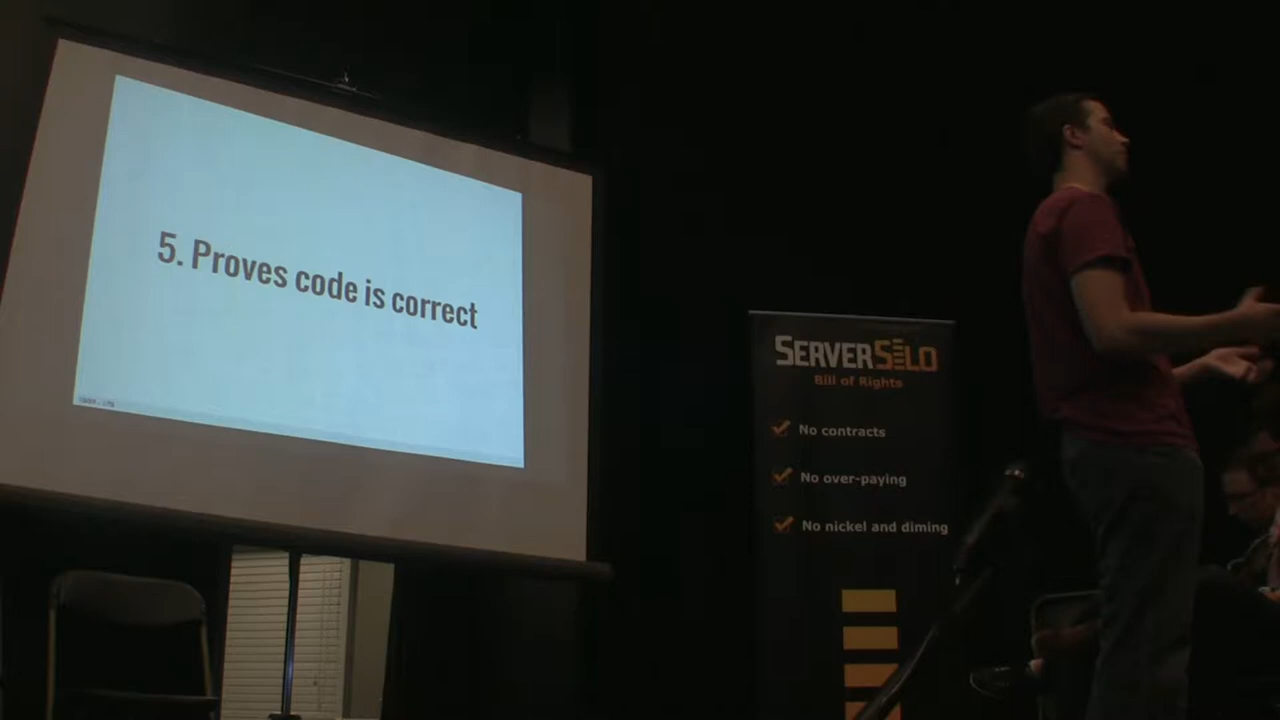 5. Proves code is correct
SERVERSILO
Bill of Rights
No contracts
No over-paying
No nickel and diming